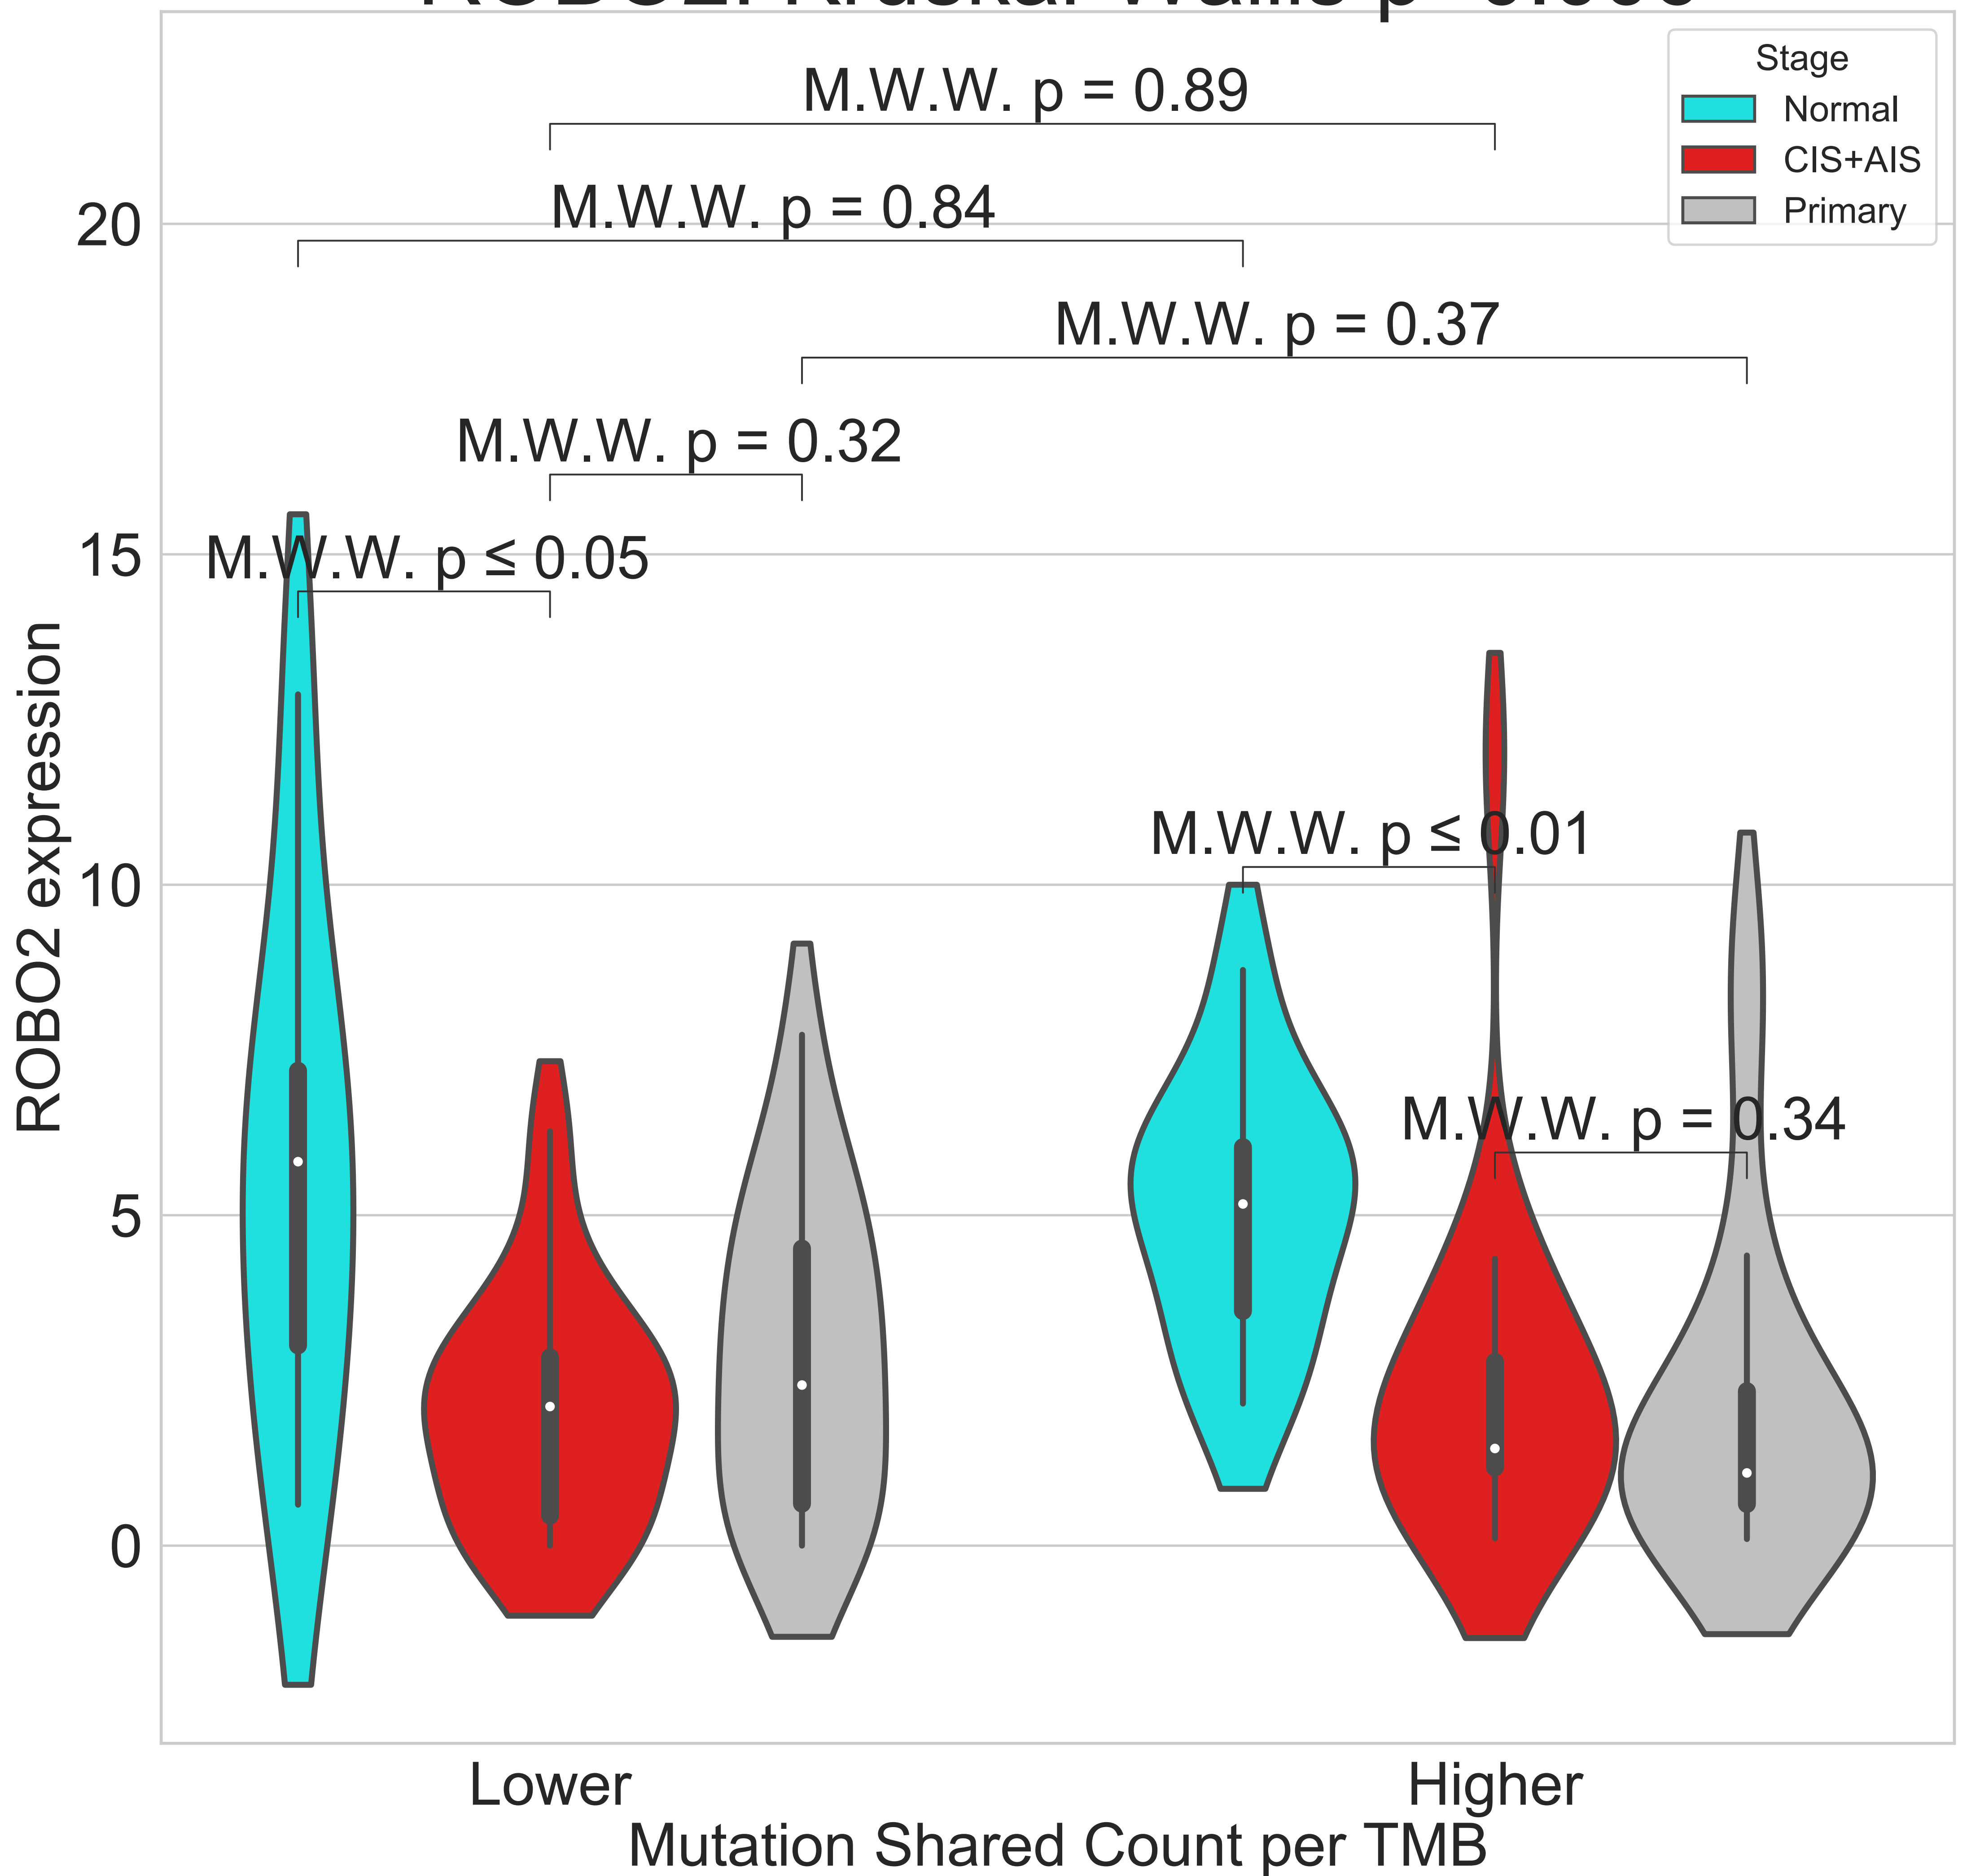 Stage
Normal
CIS+AIS
Primary
M.W.W. p = 0.89
M.W.W. p = 0.84
M.W.W. p = 0.37
M.W.W. p = 0.32
M.W.W. p ≤ 0.05
M.W.W. p ≤ 0.01
M.W.W. p = 0.34
20
15
10
5
0
ROBO2 expression
Lower
Higher
Mutation Shared Count per TMB